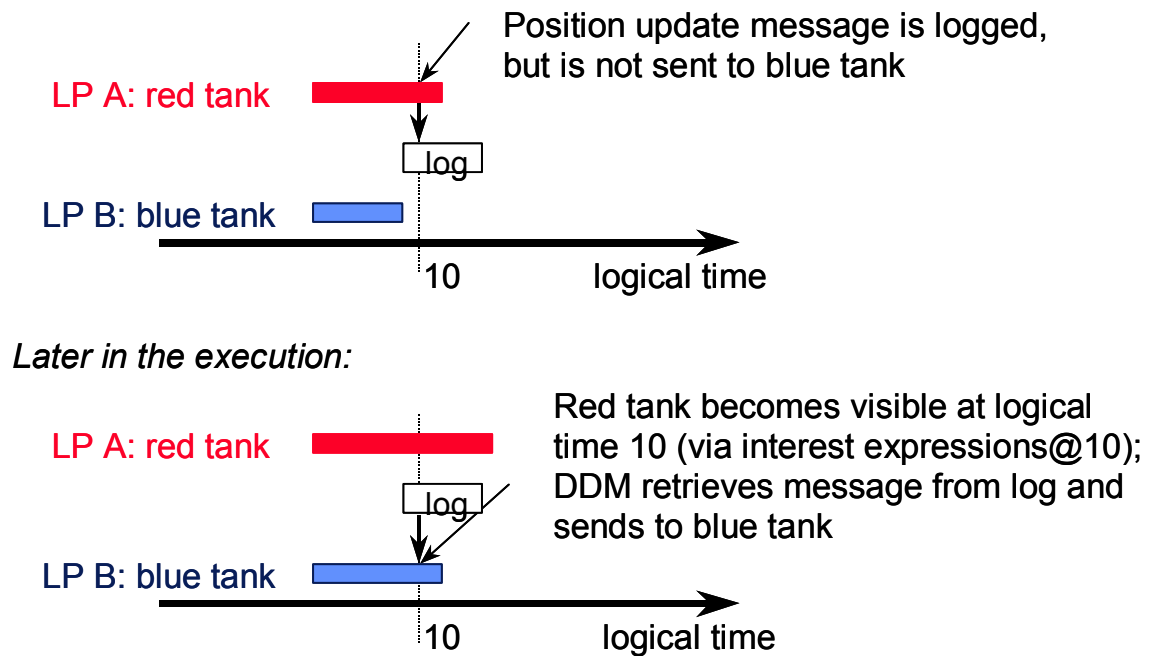 Position update message is logged,
but is not sent to blue tank
LP A: red tank
log
LP B: blue tank
10
logical time
Later in the execution:
Red tank becomes visible at logical
time 10 (via interest expressions@10);
DDM retrieves message from log and
sends to blue tank
LP A: red tank
log
LP B: blue tank
10
logical time